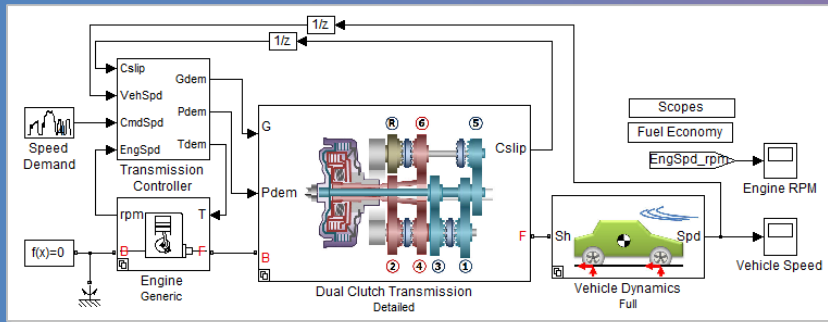 1/z
1/z
Cslip
VehSpd
CmdSpd
EngSpd
Gdem
Pdem
Tdem
Transmission
Controller
Speed
Demand
rpm
T
B
F
Engine
Generic
f(x)=0
G
Pdem
B
Cslip
F
R
6
5
2
4
3
1
Dual Clutch Transmission
Detailed
Sh
Spd
Vehicle Dynamics
Full
Scopes
Fuel Economy
EngSpd_rpm
Engine RPM
Vehicle Speed